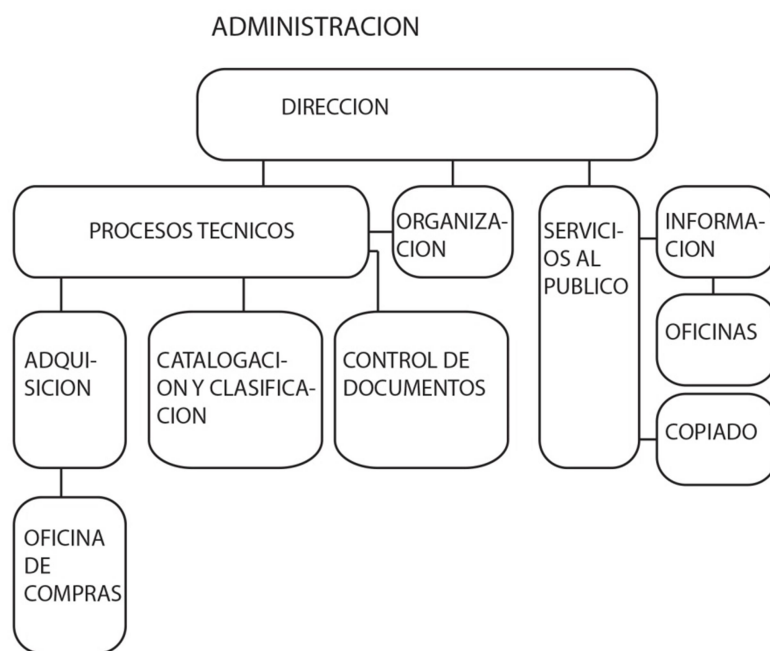 ADMINISTRACION
DIRECCION
PROCESOS TECNICOS
ORGANIZA-
CION
SERVICI-
OS AL
PUBLICO
INFORMA-
CION
OFICINAS
COPIADO
ADQUI-
SICION
CATALOGACI-
ON Y CLASIFICA-
CION
CONTROL DE
DOCUMENTOS
OFICINA
DE
COMPRAS